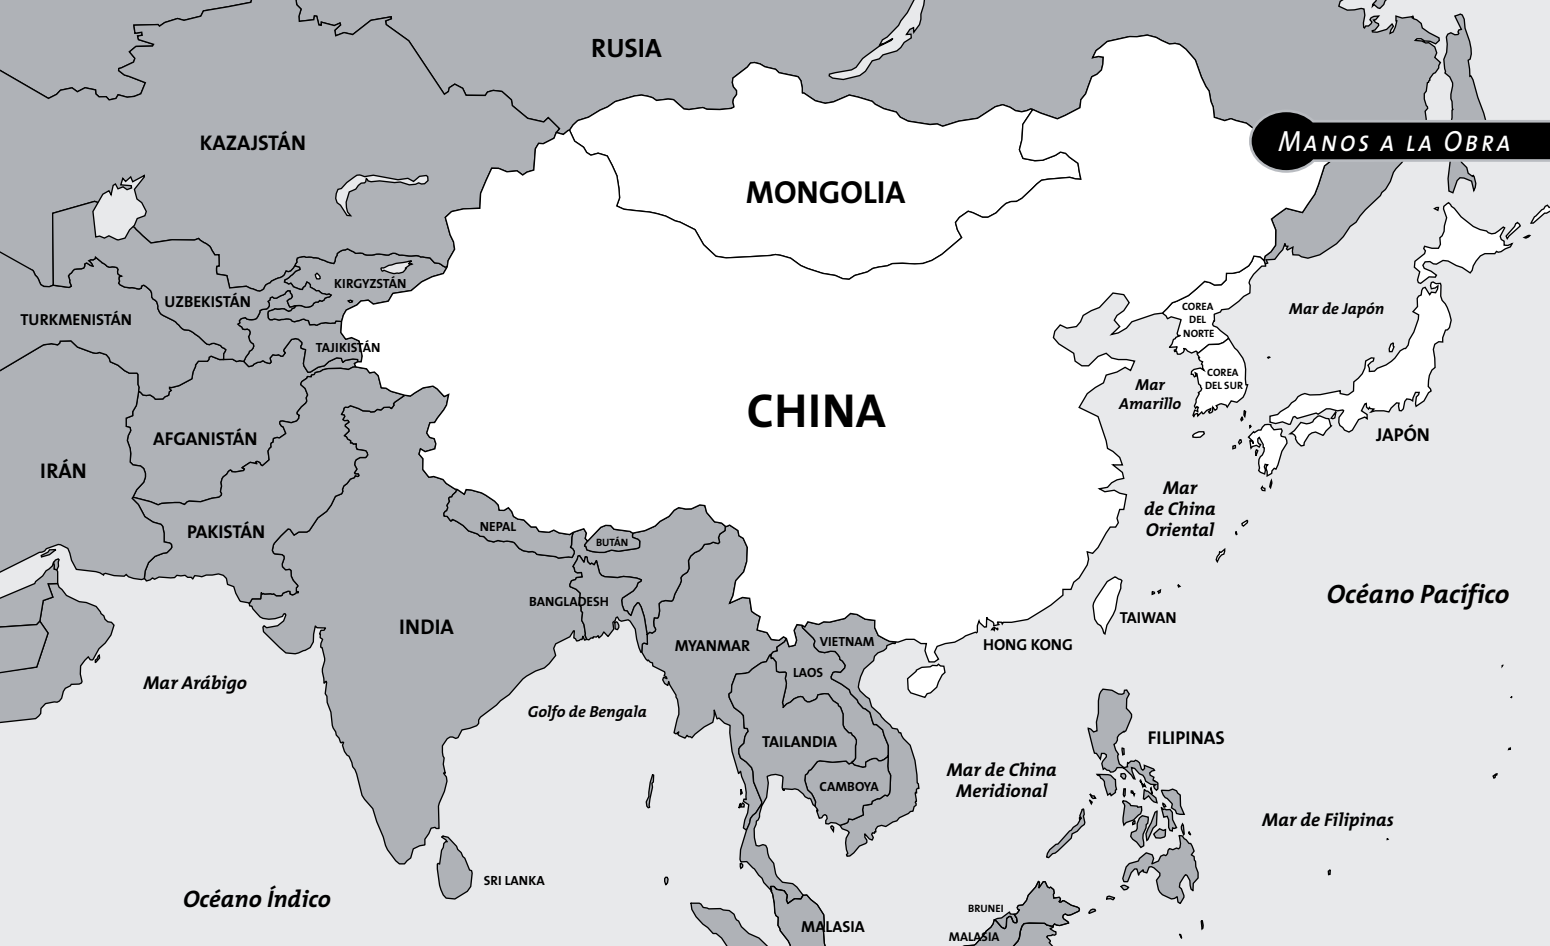 RUSIA
MANOS A LA OBRA
KAZAJSTÁN
MONGOLIA
KIRGYZSTÁN
UZBEKISTÁN
TURKMENISTÁN
TAJIKISTÁN
COREA
DEL
NORTE
Mar de Japón
COREA
DEL SUR
Mar
Amarillo
CHINA
JAPÓN
AFGANISTÁN
IRÁN
Mar
de China
Oriental
PAKISTÁN
NEPAL
BUTÁN
BANGLADESH
Océano Pacífico
INDIA
TAIWAN
HONG KONG
MYANMAR
VIETNAM
LAOS
Mar Arábigo
Golfo de Bengala
TAILANDIA
FILIPINAS
Mar de China
Meridional
CAMBOYA
Mar de Filipinas
SRI LANKA
Océano Índico
BRUNEI
MALASIA
MALASIA